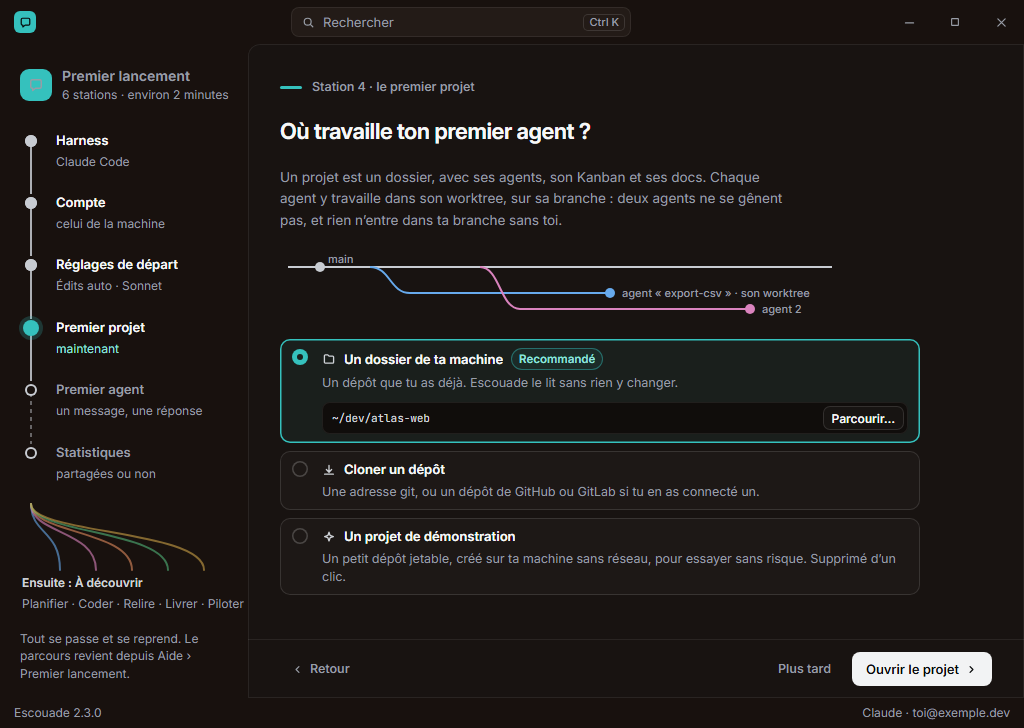 Rechercher
Ctrl K
Premier lancement
6 stations · environ 2 minutes
Harness
Claude Code
Compte
celui de la machine
Réglages de départ
Édits auto · Sonnet
Premier projet
maintenant
Premier agent
un message, une réponse
Statistiques
partagées ou non
Ensuite : À découvrir
Planifier · Coder · Relire · Livrer · Piloter
Tout se passe et se reprend. Le
parcours revient depuis Aide ›
Premier lancement.
Station 4 · le premier projet
Où travaille ton premier agent ?
Un projet est un dossier, avec ses agents, son Kanban et ses docs. Chaque
agent y travaille dans son worktree, sur sa branche : deux agents ne se gênent
pas, et rien n’entre dans ta branche sans toi.
main
agent « export-csv » · son worktree
agent 2
Un dossier de ta machine
Recommandé
Un dépôt que tu as déjà. Escouade le lit sans rien y changer.
~/dev/atlas-web
Parcourir...
Cloner un dépôt
Une adresse git, ou un dépôt de GitHub ou GitLab si tu en as connecté un.
Un projet de démonstration
Un petit dépôt jetable, créé sur ta machine sans réseau, pour essayer sans risque. Supprimé d’un
clic.
Retour
Plus tard
Ouvrir le projet
Escouade 2.3.0
Claude · toi@exemple.dev